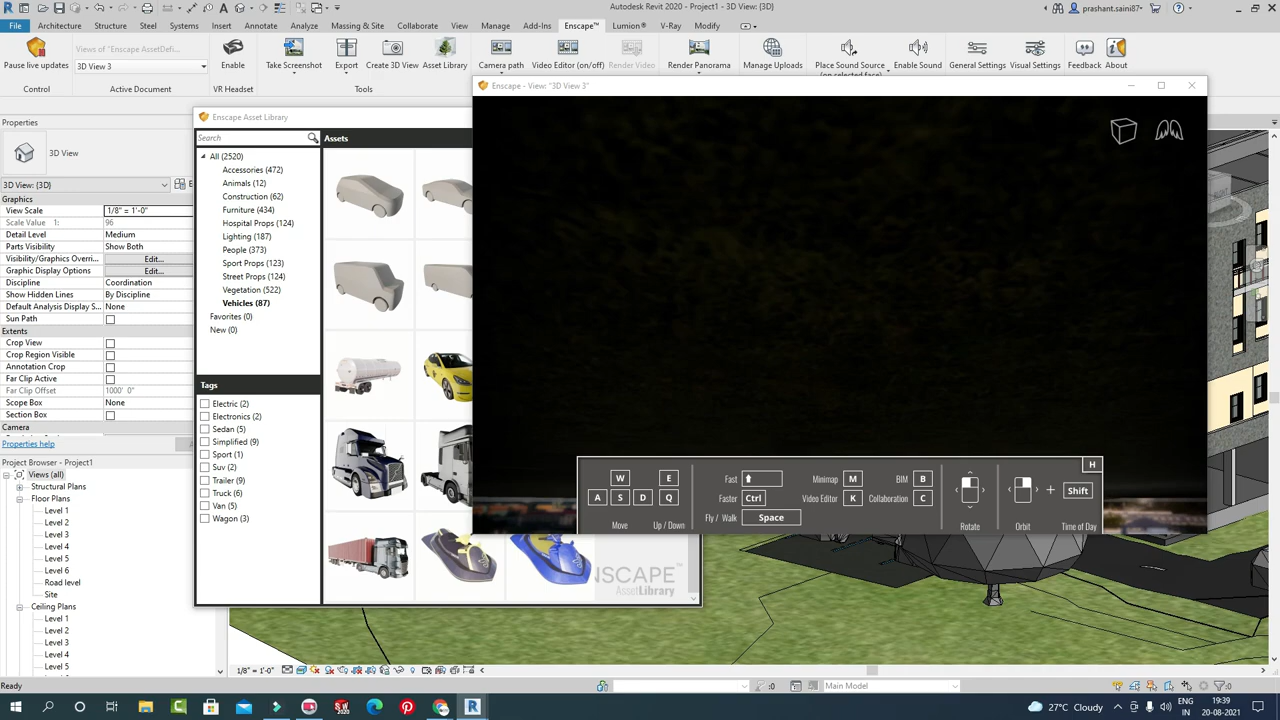 Autodesk Revit 2020 - Project1 - 3D View: {3D}
prashant.saini87
File
Architecture
Structure
Steel
Systems
Insert
Annotate
Analyze
Massing & Site
Collaborate
View
Manage
Add-Ins
Enscape™
Lumion®
V-Ray
Modify
Pause live updates
Control
Views of "Enscape AssetDefi...
3D View 3
Active Document
Enable
VR Headset
Take Screenshot
Export
Create 3D View
Asset Library
Tools
Camera path
Video Editor (on/off)
Render Video
Render Panorama
Manage Uploads
Place Sound Source
(on selected face)
Enable Sound
General Settings
Visual Settings
Feedback
About
Properties
3D View
3D View: {3D}
Graphics
View Scale 1/8" = 1'-0"
Scale Value 1: 96
Detail Level Medium
Parts Visibility Show Both
Visibility/Graphics Overri... Edit...
Graphic Display Options Edit...
Discipline Coordination
Show Hidden Lines By Discipline
Default Analysis Display S... None
Sun Path
Extents
Crop View
Crop Region Visible
Annotation Crop
Far Clip Active
Far Clip Offset 1000' 0"
Scope Box None
Section Box
Camera
Properties help
Project Browser - Project1
Views (all)
Structural Plans
Floor Plans
Level 1
Level 2
Level 3
Level 4
Level 5
Level 6
Road level
Site
Ceiling Plans
Level 1
Level 2
Level 3
Level 4
Level 5
Enscape Asset Library
Search
Assets
All (2520)
Accessories (472)
Animals (12)
Construction (62)
Furniture (434)
Hospital Props (124)
Lighting (187)
People (373)
Sport Props (123)
Street Props (124)
Vegetation (522)
Vehicles (87)
Favorites (0)
New (0)
Tags
Electric (2)
Electronics (2)
Sedan (5)
Simplified (9)
Sport (1)
Suv (2)
Trailer (9)
Truck (6)
Van (5)
Wagon (3)
NSCAPE
AssetLibrary
Enscape - View: "3D View 3"
H
W
E
A
S
D
Q
Move
Up / Down
Fast
Faster Ctrl
Fly / Walk Space
Minimap M
Video Editor K
BIM B
Collaboration C
Rotate
Orbit
+
Shift
Time of Day
1/8" = 1'-0"
Ready
:0
Main Model
:0
27°C Cloudy
ENG
IN
19:39
20-08-2021